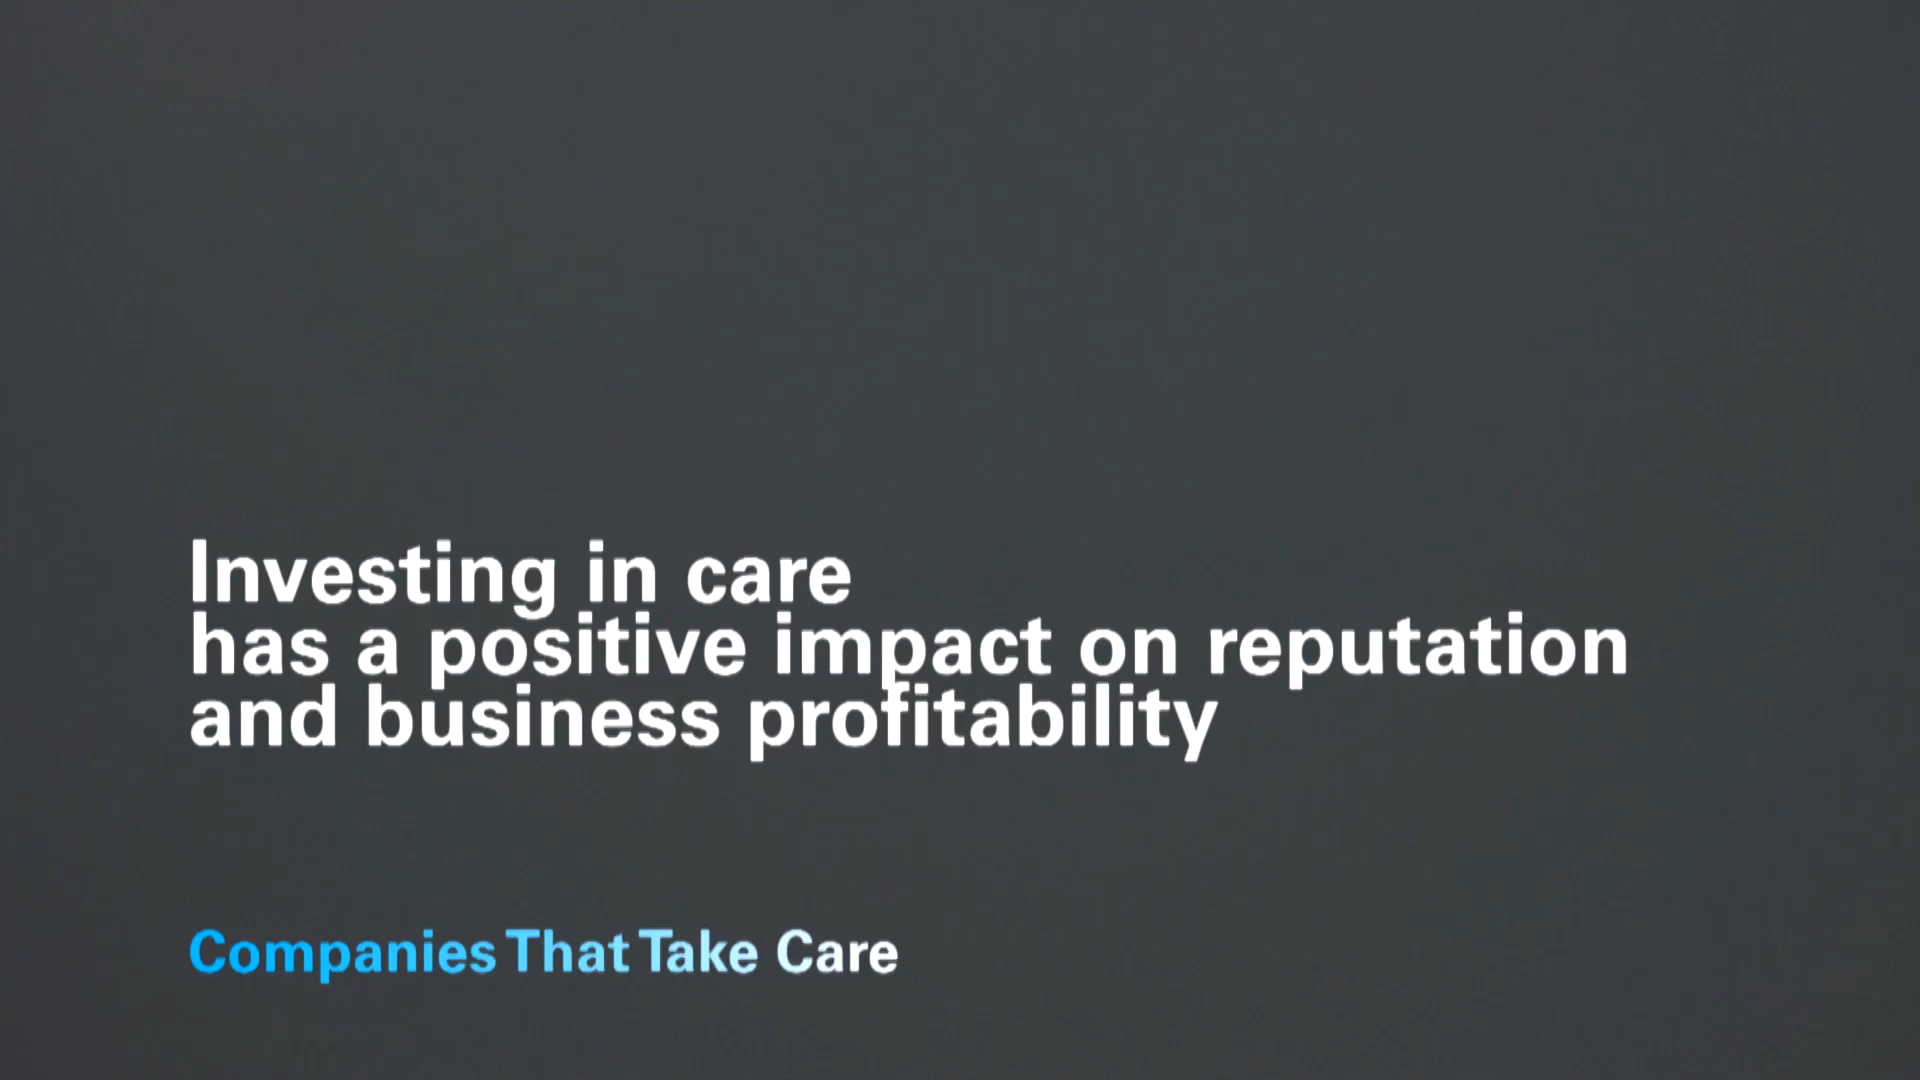 Investing in care
has a positive impact on reputation
and business profitability
Companies That Take Care